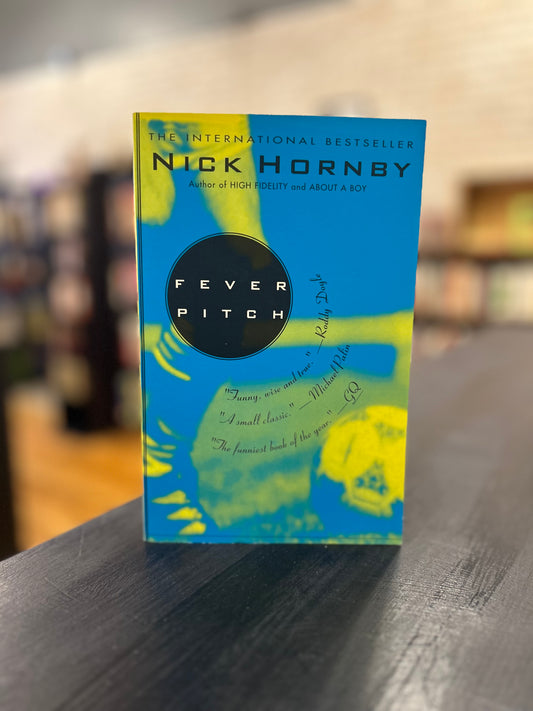 THE INTERNATIONAL BESTSELLER
NICK HORNBY
Author of HIGH FIDELITY and ABOUT A BOY
FEVER
PITCH
"Funny, wise and true." —Roddy Doyle
"A small classic." —Michael Palin
"The funniest book of the year." —GQ